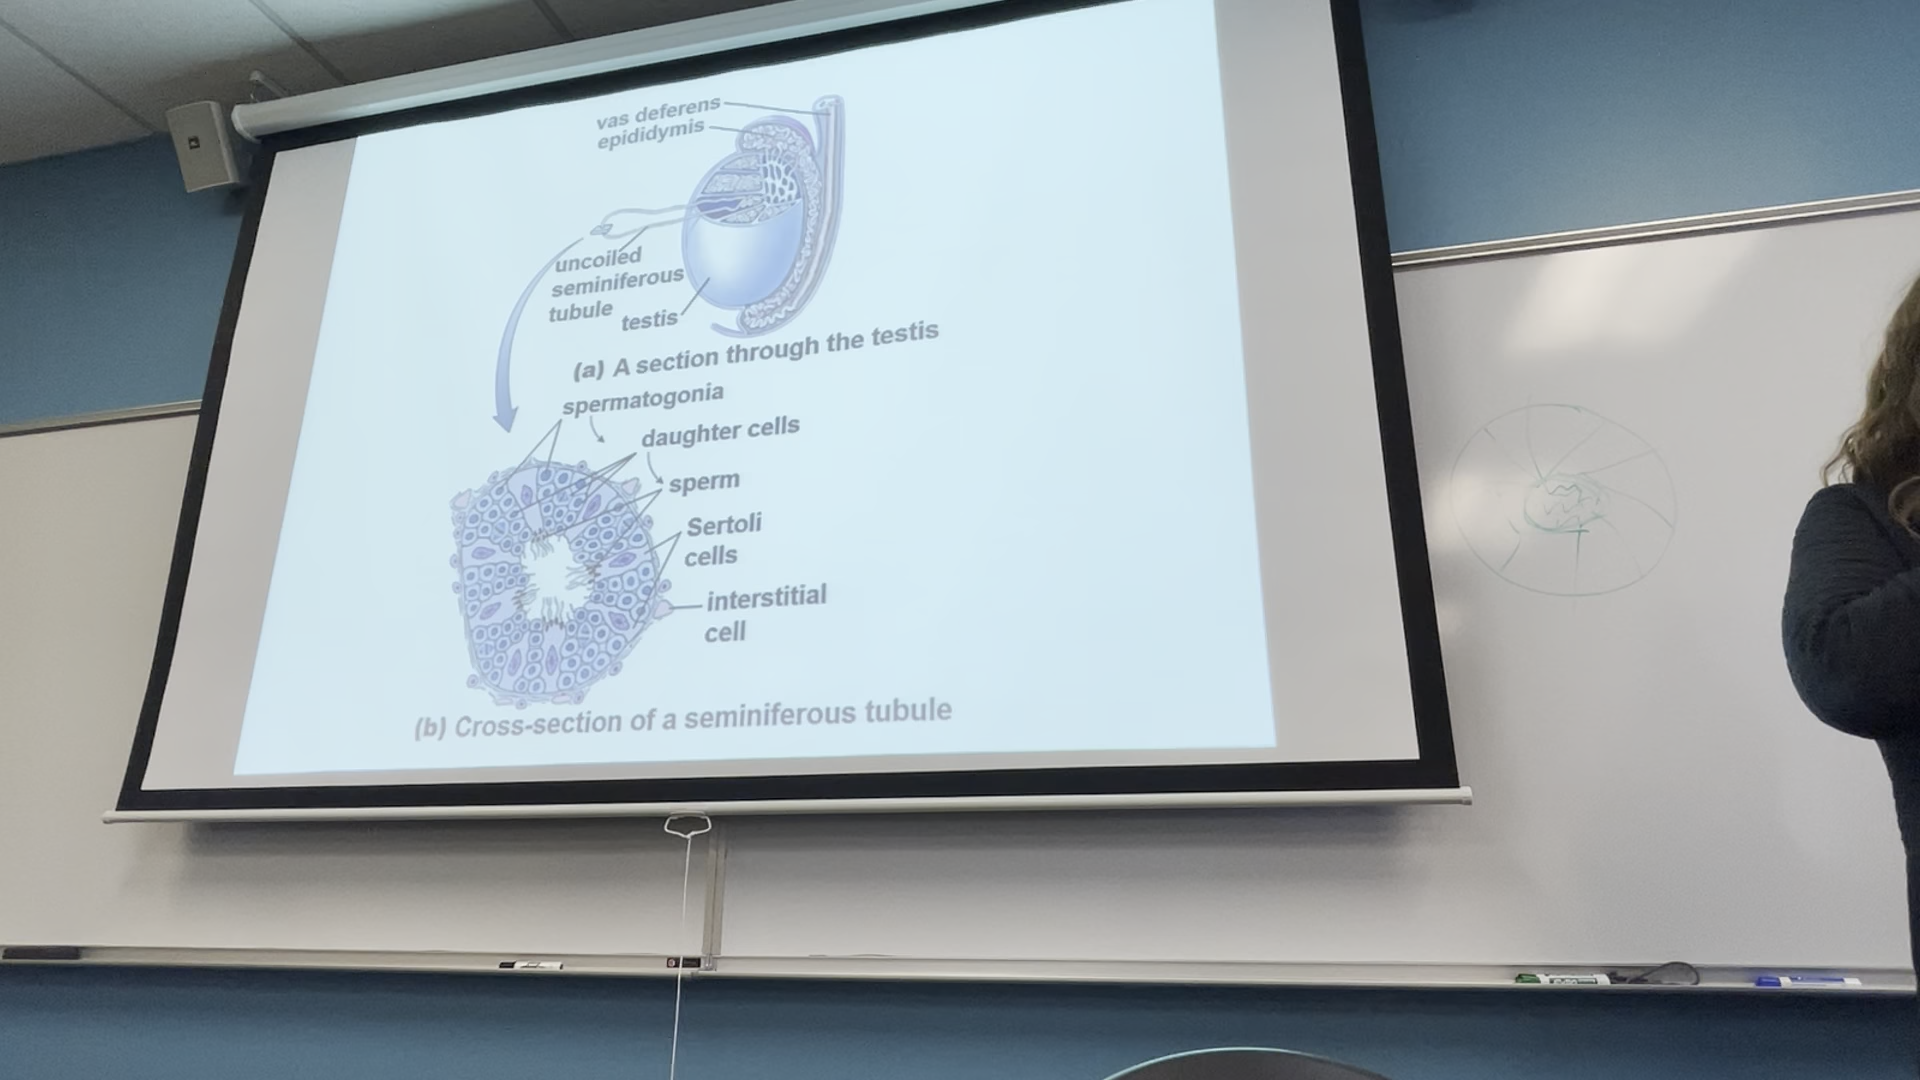 vas deferens
epididymis
uncoiled
seminiferous
tubule
testis
(a) A section through the testis
spermatogonia
daughter cells
sperm
Sertoli
cells
interstitial
cell
(b) Cross-section of a seminiferous tubule